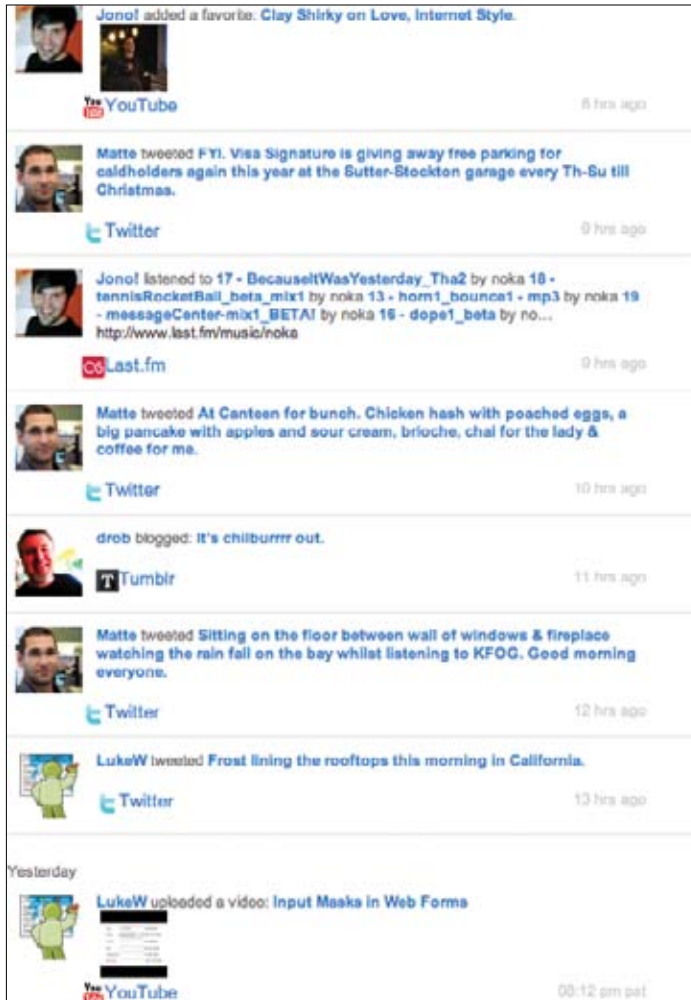 Jono! added a favorite: Clay Shirky on Love, Internet Style.
You Tube YouTube
8 hrs ago
Matte tweeted FYI. Visa Signature is giving away free parking for
caldholders again this year at the Sutter-Stockton garage every Th-Su till
Christmas.
t Twitter
9 hrs ago
Jono! listened to 17 - BecauseItWasYesterday_Tha2 by noka 18 -
tennisRocketBall_beta_mix1 by noka 13 - horn1_bounce1 - mp3 by noka 19
- messageCenter-mix1_BETA! by noka 16 - dope1_beta by no...
http://www.last.fm/music/noka
Last.fm
9 hrs ago
Matte tweeted At Canteen for bunch. Chicken hash with poached eggs, a
big pancake with apples and sour cream, brioche, chai for the lady &
coffee for me.
t Twitter
10 hrs ago
drob blogged: It's chilburrrr out.
T Tumblr
11 hrs ago
Matte tweeted Sitting on the floor between wall of windows & fireplace
watching the rain fall on the bay whilst listening to KFOG. Good morning
everyone.
t Twitter
12 hrs ago
LukeW tweeted Frost lining the rooftops this morning in California.
t Twitter
13 hrs ago
Yesterday
LukeW uploaded a video: Input Masks in Web Forms
You Tube YouTube
08:12 pm pst